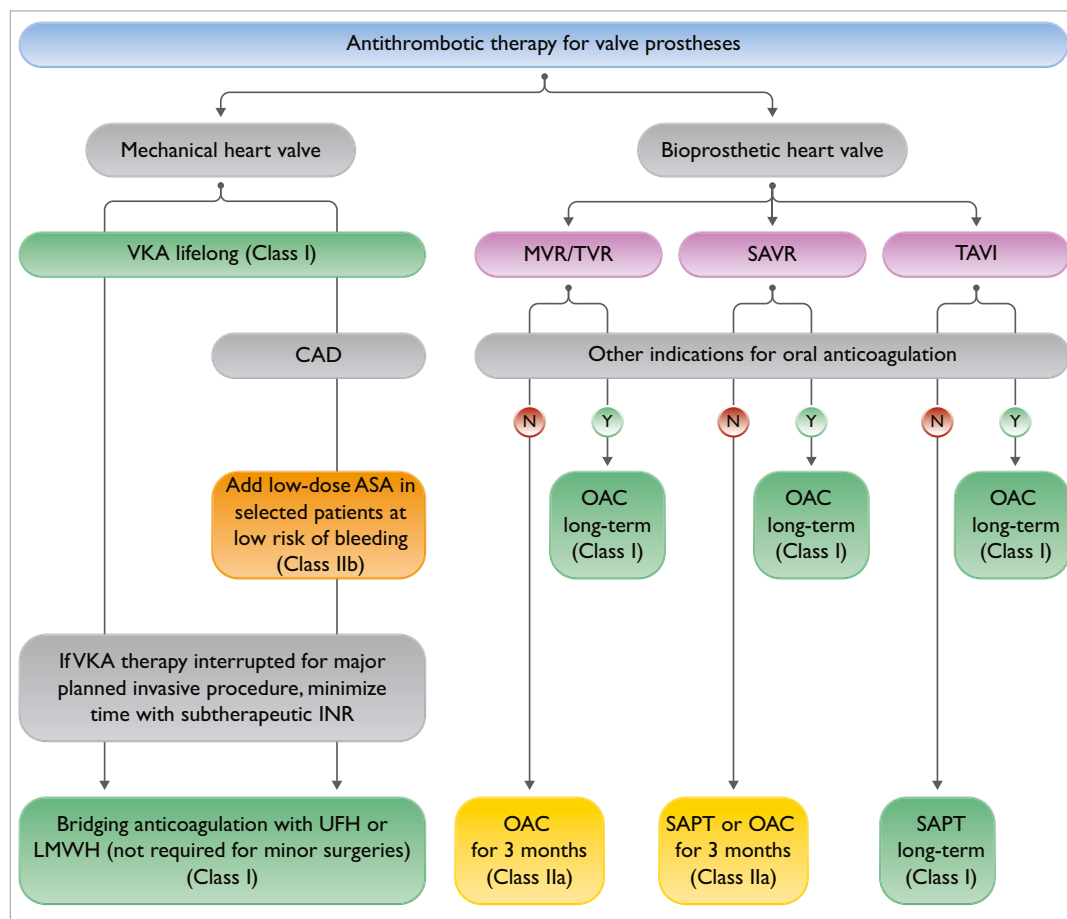 Antithrombotic therapy for valve prostheses
Mechanical heart valve
Bioprosthetic heart valve
VKA lifelong (Class I)
MVR/TVR
SAVR
TAVI
CAD
Other indications for oral anticoagulation
N
Y
N
Y
N
Y
Add low-dose ASA in
selected patients at
low risk of bleeding
(Class IIb)
OAC
long-term
(Class I)
OAC
long-term
(Class I)
OAC
long-term
(Class I)
If VKA therapy interrupted for major
planned invasive procedure, minimize
time with subtherapeutic INR
Bridging anticoagulation with UFH or
LMWH (not required for minor surgeries)
(Class I)
OAC
for 3 months
(Class IIa)
SAPT or OAC
for 3 months
(Class IIa)
SAPT
long-term
(Class I)